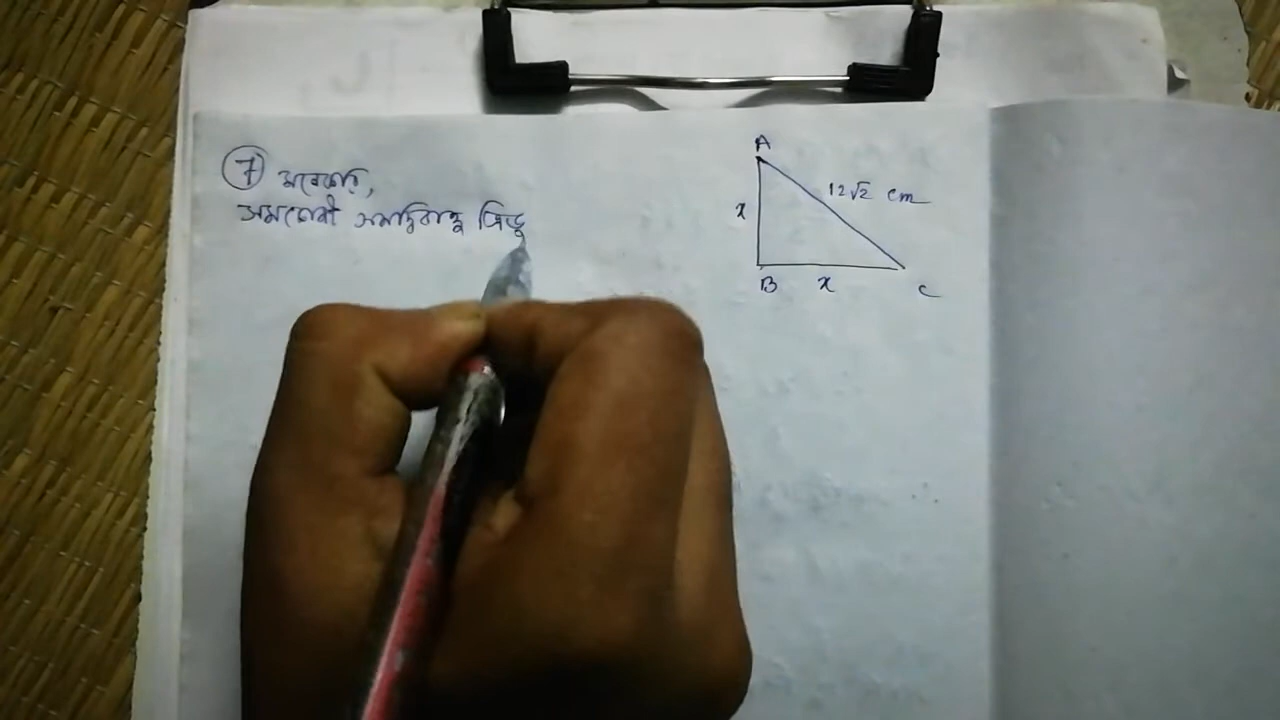 7 মনেকরি,
সমকোনী সমদ্বিবাহু ত্রিভু
A
12√2 cm
x
B x C